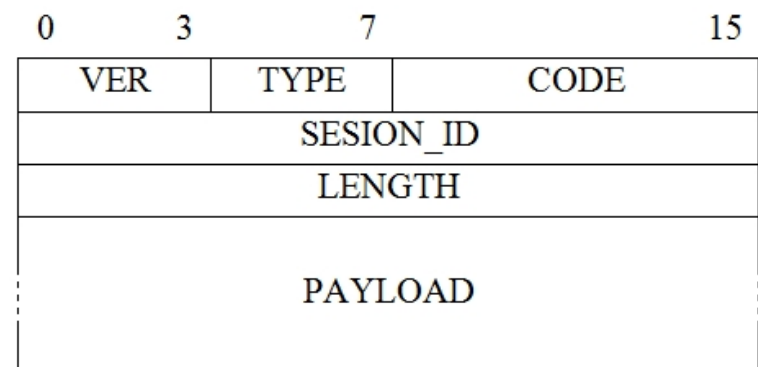 0 3 7 15
VER TYPE CODE
SESION_ID
LENGTH
PAYLOAD